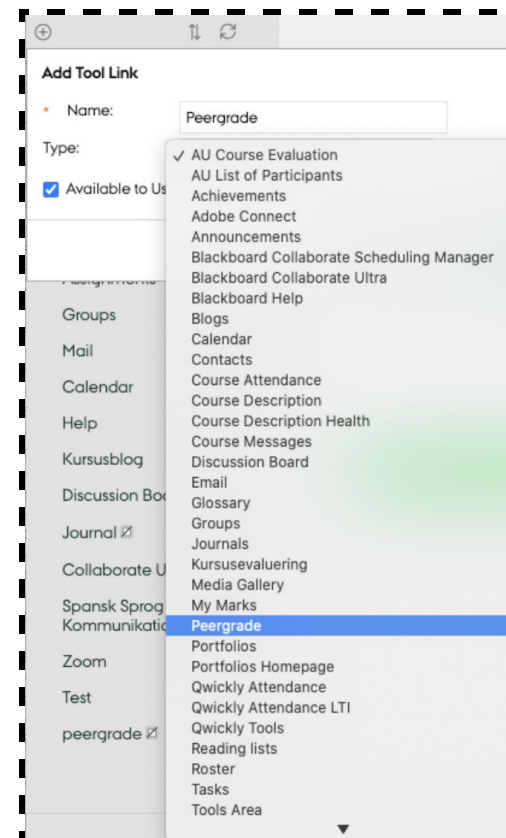 Add Tool Link
* Name:
Peergrade
Type:
Available to Us
✓ AU Course Evaluation
AU List of Participants
Achievements
Adobe Connect
Announcements
Blackboard Collaborate Scheduling Manager
Blackboard Collaborate Ultra
Blackboard Help
Blogs
Calendar
Contacts
Course Attendance
Course Description
Course Description Health
Course Messages
Discussion Board
Email
Glossary
Groups
Journals
Kursusevaluering
Media Gallery
My Marks
Peergrade
Portfolios
Portfolios Homepage
Qwickly Attendance
Qwickly Attendance LTI
Qwickly Tools
Reading lists
Roster
Tasks
Tools Area
Groups
Mail
Calendar
Help
Kursusblog
Discussion Boa
Journal
Collaborate U
Spansk Sprog
Kommunikatio
Zoom
Test
peergrade